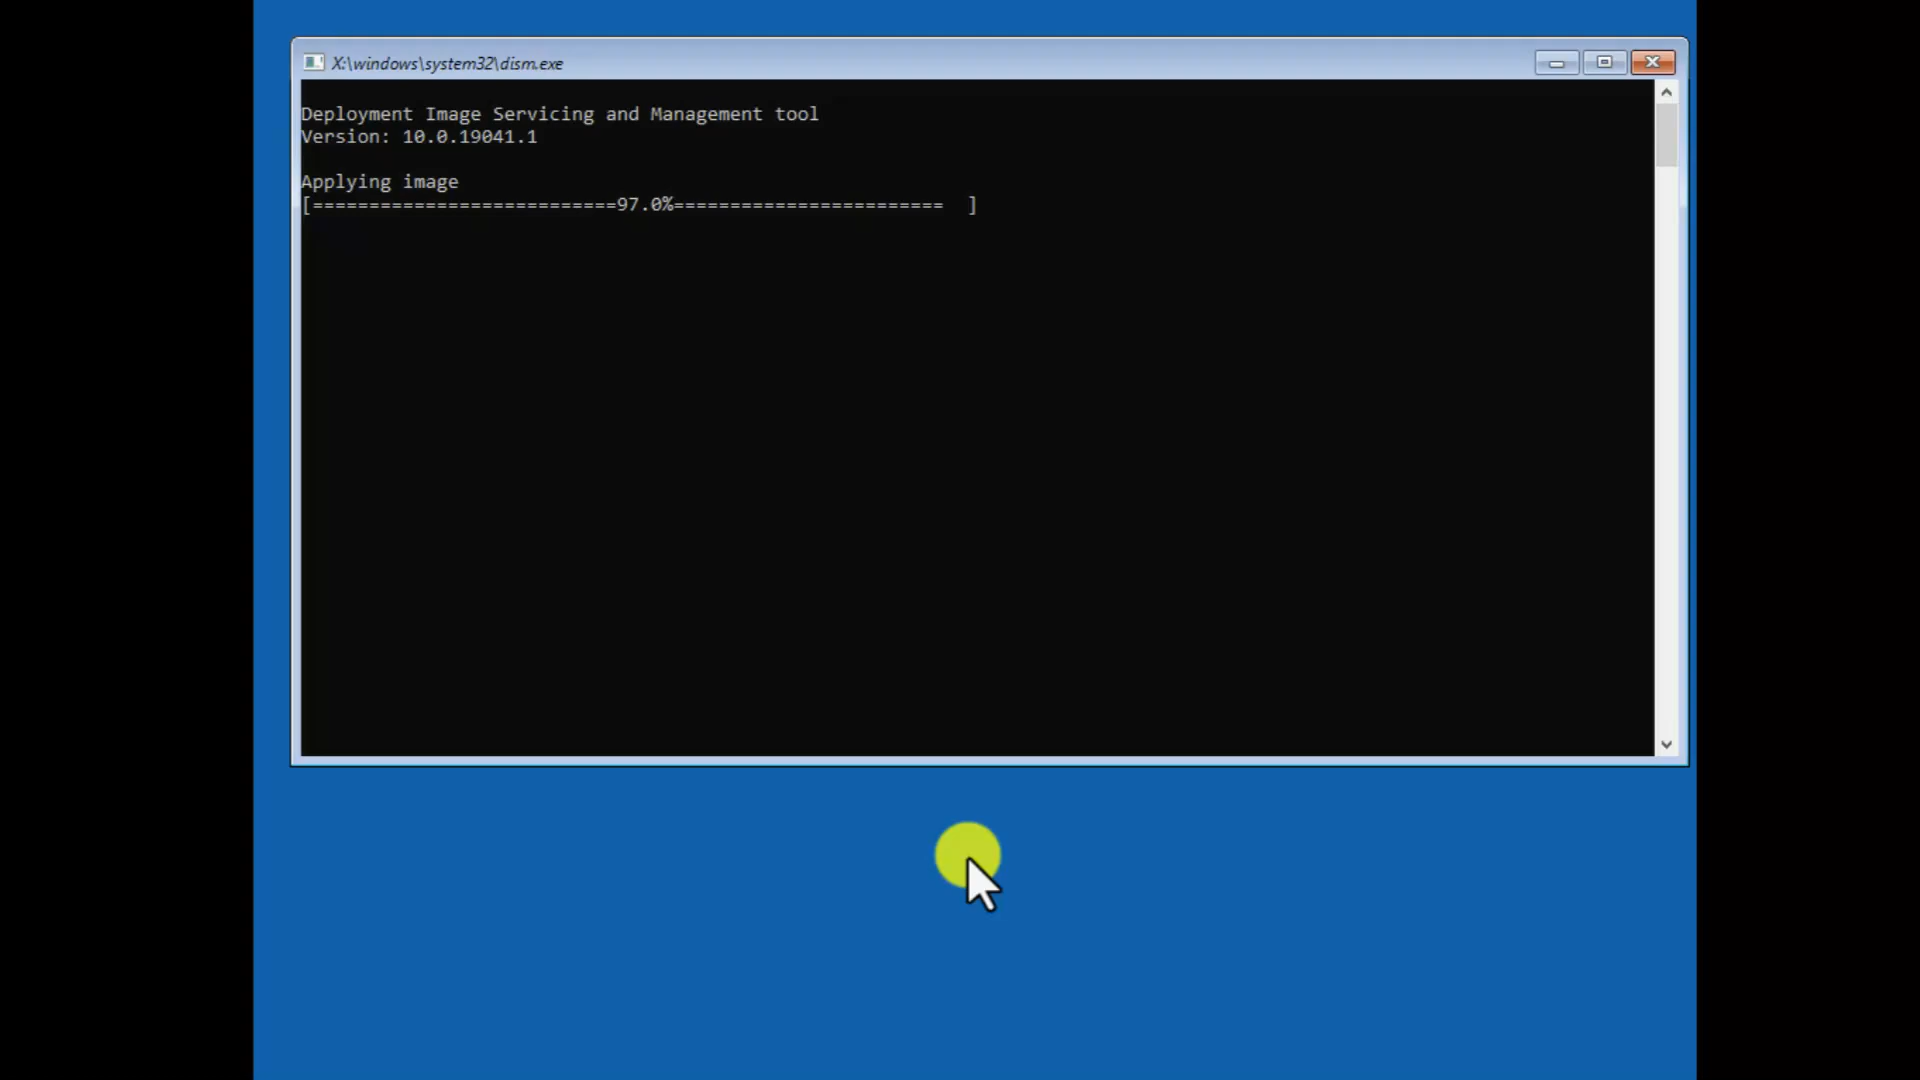 X:\windows\system32\dism.exe
Deployment Image Servicing and Management tool
Version: 10.0.19041.1
Applying image
[===========================97.0%========================  ]